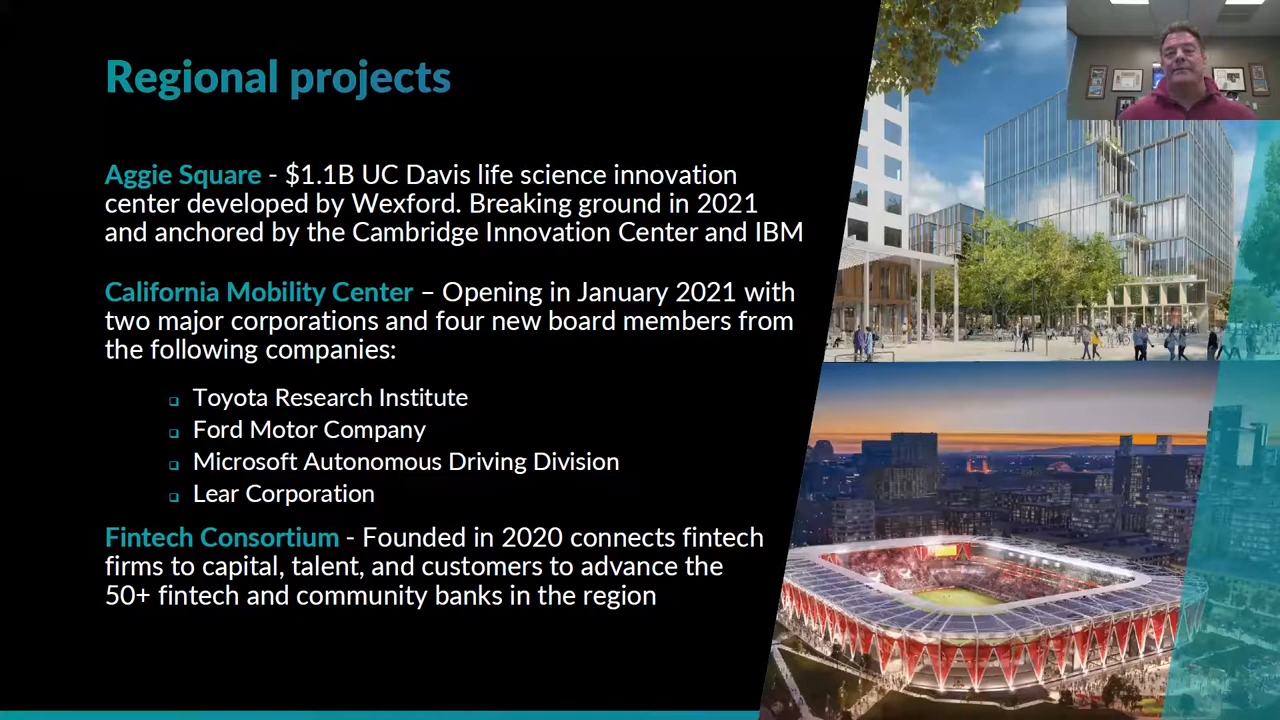 Regional projects
Aggie Square - $1.1B UC Davis life science innovation
center developed by Wexford. Breaking ground in 2021
and anchored by the Cambridge Innovation Center and IBM
California Mobility Center – Opening in January 2021 with
two major corporations and four new board members from
the following companies:
Toyota Research Institute
Ford Motor Company
Microsoft Autonomous Driving Division
Lear Corporation
Fintech Consortium - Founded in 2020 connects fintech
firms to capital, talent, and customers to advance the
50+ fintech and community banks in the region